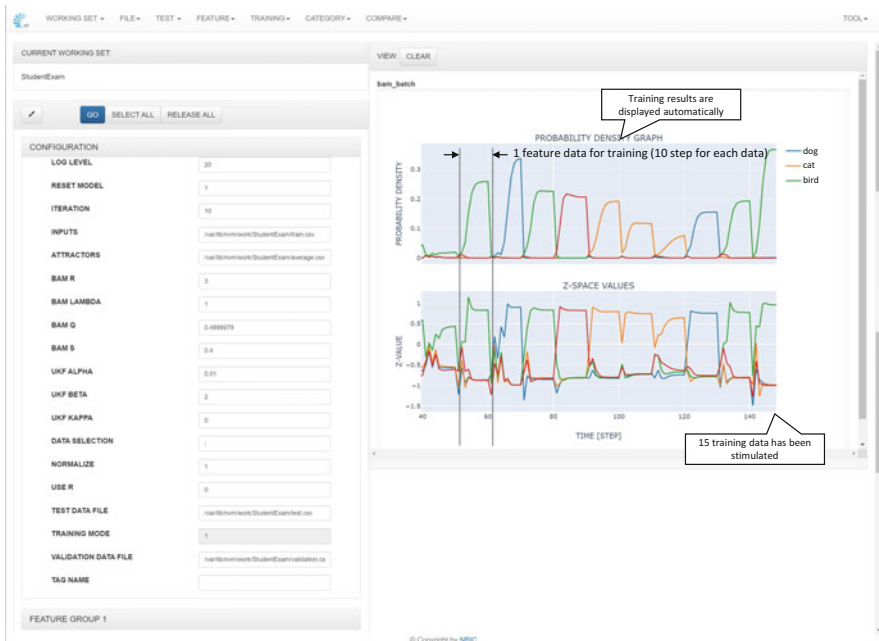 WORKING SET FILE TEST FEATURE TRAINING CATEGORY COMPARE TOOL
CURRENT WORKING SET:
StudentExam
GO SELECT ALL RELEASE ALL
CONFIGURATION
LOG LEVEL 20
RESET MODEL 1
ITERATION 10
INPUTS /var/lib/nvm/work/StudentExam/train.csv
ATTRACTORS /var/lib/nvm/work/StudentExam/average.csv
BAM R 3
BAM LAMBDA 1
BAM Q 0.4898979
BAM S 0.4
UKF ALPHA 0.01
UKF BETA 2
UKF KAPPA 0
DATA SELECTION :
NORMALIZE 1
USE R 0
TEST DATA FILE /var/lib/nvm/work/StudentExam/test.csv
TRAINING MODE 1
VALIDATION DATA FILE /var/lib/nvm/work/StudentExam/validation.cs
TAG NAME
FEATURE GROUP 1
VIEW: CLEAR
bam_batch
Training results are
displayed automatically
PROBABILITY DENSITY GRAPH
1 feature data for training (10 step for each data)
dog
cat
bird
PROBABILITY DENSITY
0.3
0.2
0.1
0
Z-SPACE VALUES
Z-VALUE
1
0.5
0
−0.5
−1
−1.5
40 60 80 100 120 140
TIME [STEP]
15 training data has been
stimulated
© Copyright by NPIC